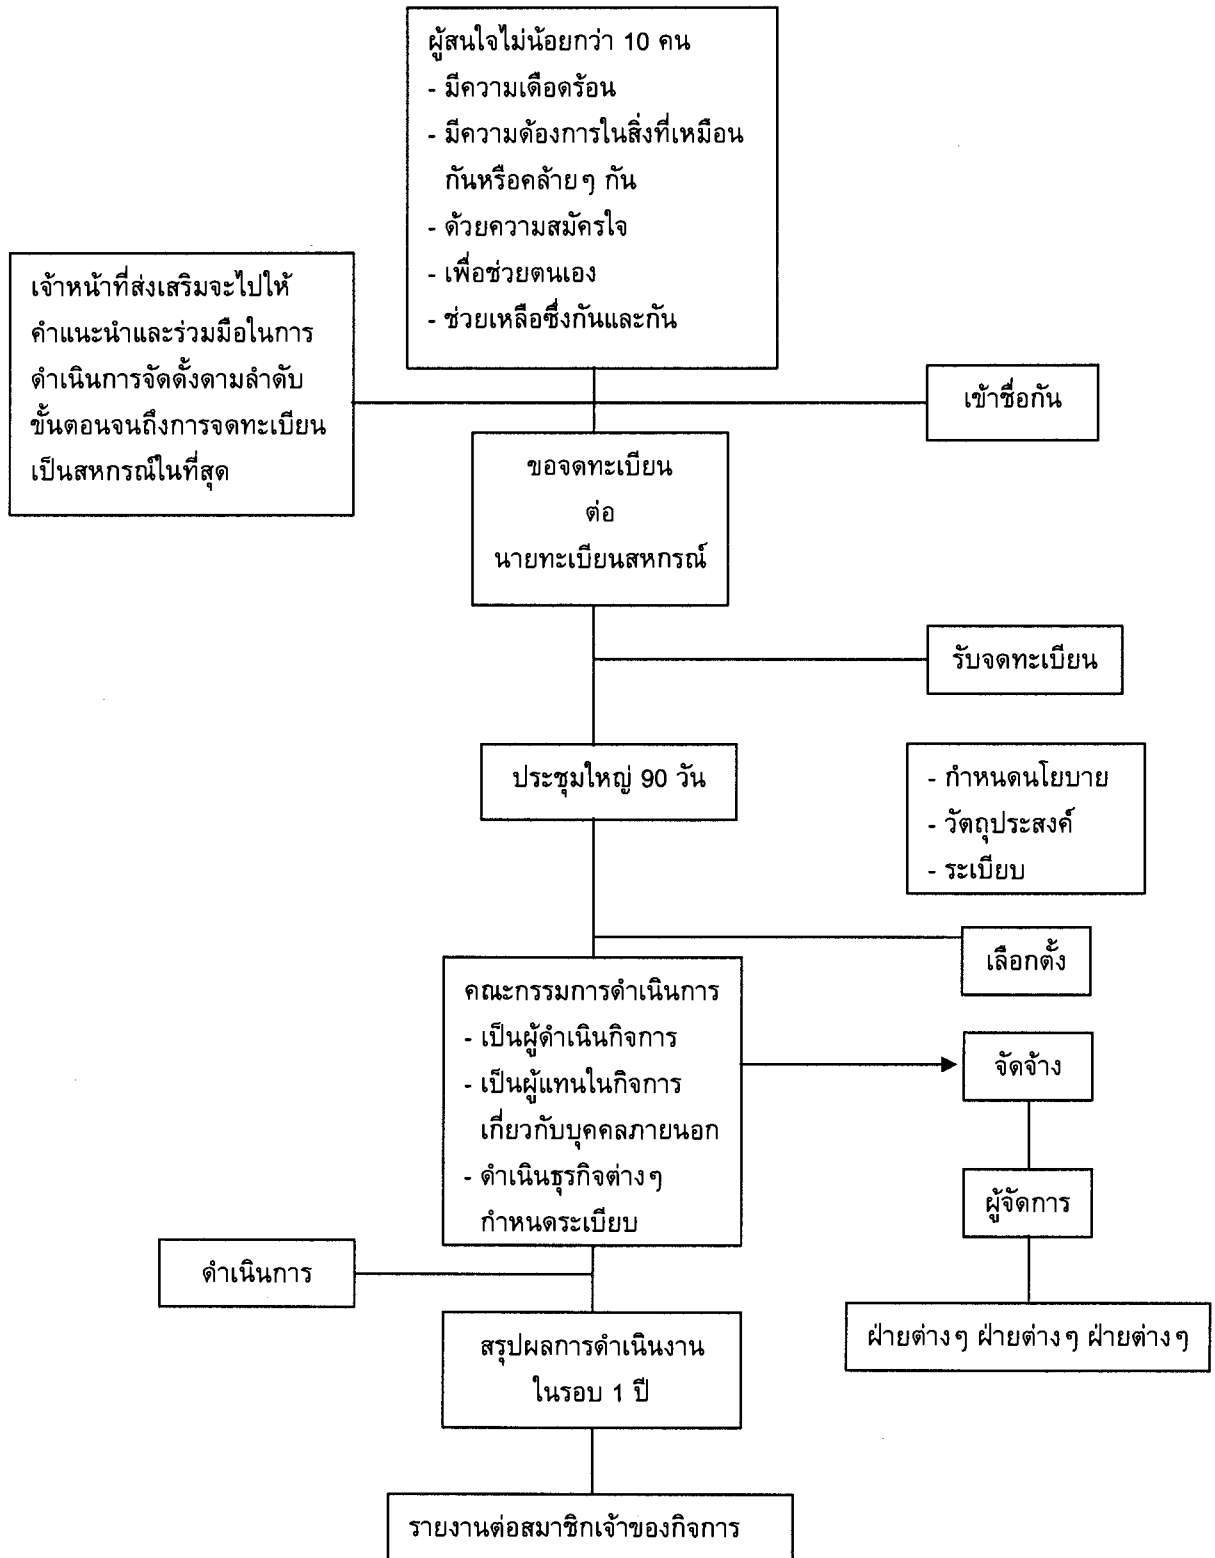 ผู้สนใจไม่น้อยกว่า 10 คน
- มีความเดือดร้อน
- มีความต้องการในสิ่งที่เหมือน
กันหรือคล้ายๆ กัน
- ด้วยความสมัครใจ
- เพื่อช่วยตนเอง
- ช่วยเหลือซึ่งกันและกัน
เจ้าหน้าที่ส่งเสริมจะไปให้
คำแนะนำและร่วมมือในการ
ดำเนินการจัดตั้งตามลำดับ
ขั้นตอนจนถึงการจดทะเบียน
เป็นสหกรณ์ในที่สุด
เข้าชื่อกัน
ขอจดทะเบียน
ต่อ
นายทะเบียนสหกรณ์
รับจดทะเบียน
ประชุมใหญ่ 90 วัน
- กำหนดนโยบาย
- วัตถุประสงค์
- ระเบียบ
เลือกตั้ง
คณะกรรมการดำเนินการ
- เป็นผู้ดำเนินกิจการ
- เป็นผู้แทนในกิจการ
เกี่ยวกับบุคคลภายนอก
- ดำเนินธุรกิจต่างๆ
กำหนดระเบียบ
จัดจ้าง
ผู้จัดการ
ฝ่ายต่างๆ ฝ่ายต่างๆ ฝ่ายต่างๆ
ดำเนินการ
สรุปผลการดำเนินงาน
ในรอบ 1 ปี
รายงานต่อสมาชิกเจ้าของกิจการ